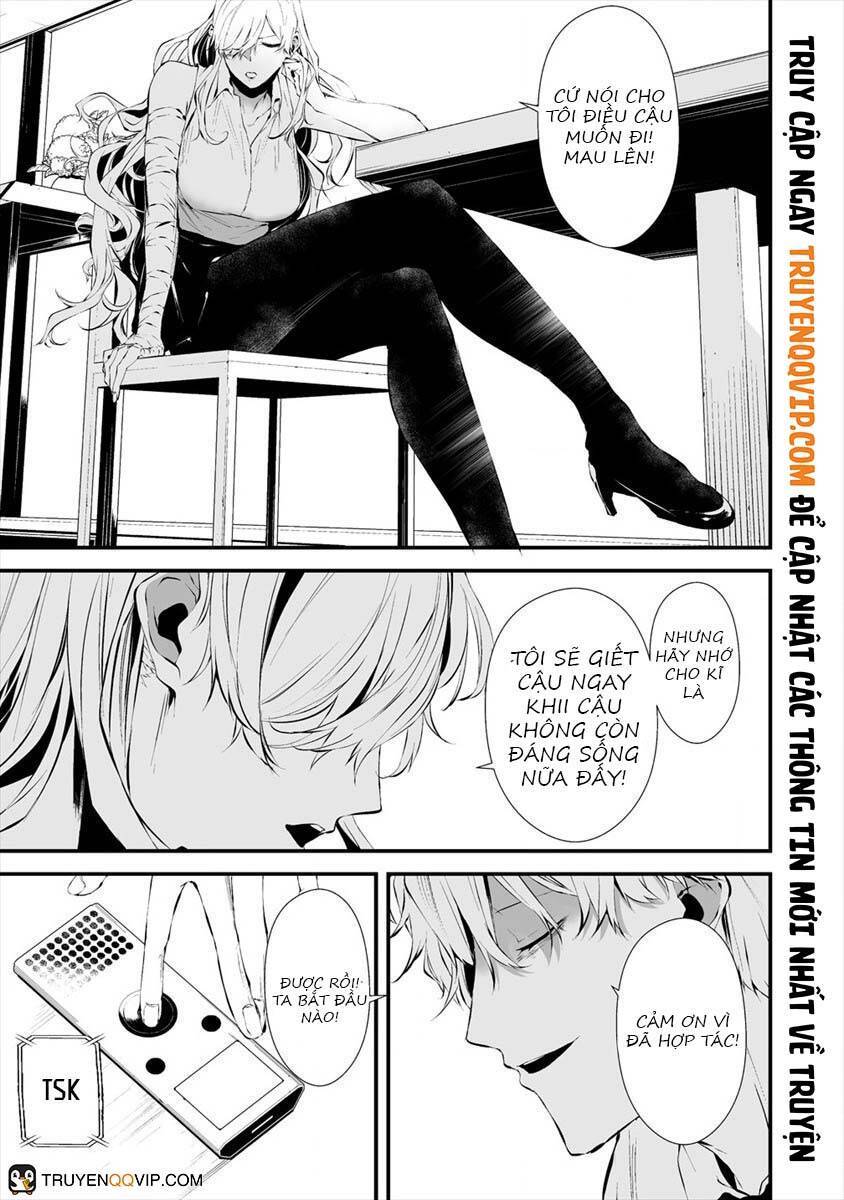 CỨ NÓI CHO
TÔI ĐIỀU CẬU
MUỐN ĐI!
MAU LÊN!
NHƯNG
HÃY NHỚ
CHO KĨ
LÀ
TÔI SẼ GIẾT
CẬU NGAY
KHII CẬU
KHÔNG CÒN
ĐÁNG SỐNG
NỮA ĐẤY!
CẢM ƠN VÌ
ĐÃ HỢP TÁC!
ĐƯỢC RỒI!
TA BẮT ĐẦU
NÀO!
TSK
TRUYENQQVIP.COM
TRUY CẬP NGAY TRUYENQQVIP.COM ĐỂ CẬP NHẬT CÁC THÔNG TIN MỚI NHẤT VỀ TRUYỆN